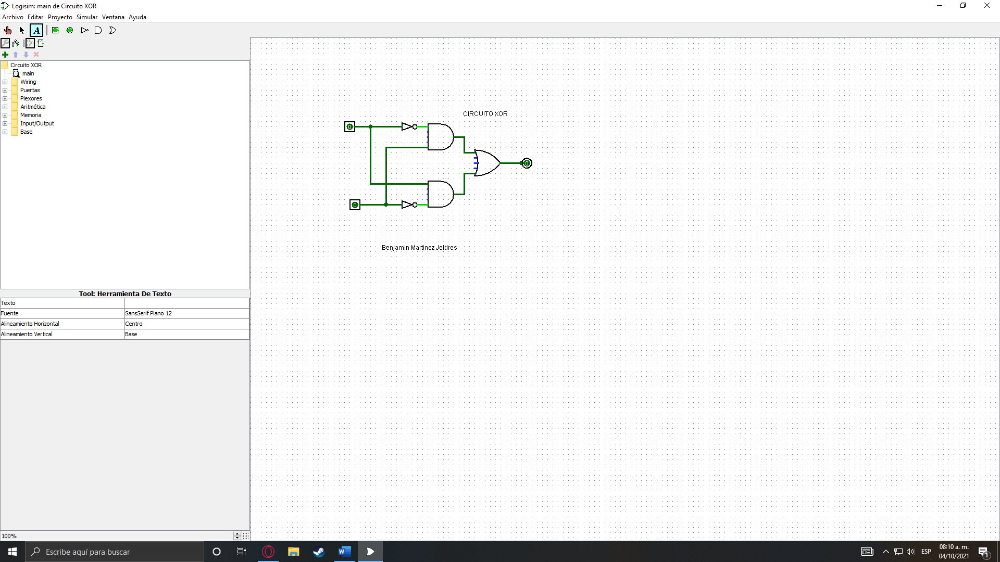 Logisim: main de Circuito XOR
Archivo Editar Proyecto Simular Ventana Ayuda
A
Circuito XOR
main
Wiring
Puertas
Plexores
Aritmética
Memoria
Input/Output
Base
CIRCUITO XOR
0
0
0
Benjamin Martinez Jeldres
Tool: Herramienta De Texto
Texto
Fuente SansSerif Plano 12
Alineamiento Horizontal Centro
Alineamiento Vertical Base
100%
Escribe aquí para buscar
W
ESP
08:10 a. m.
04/10/2021
1